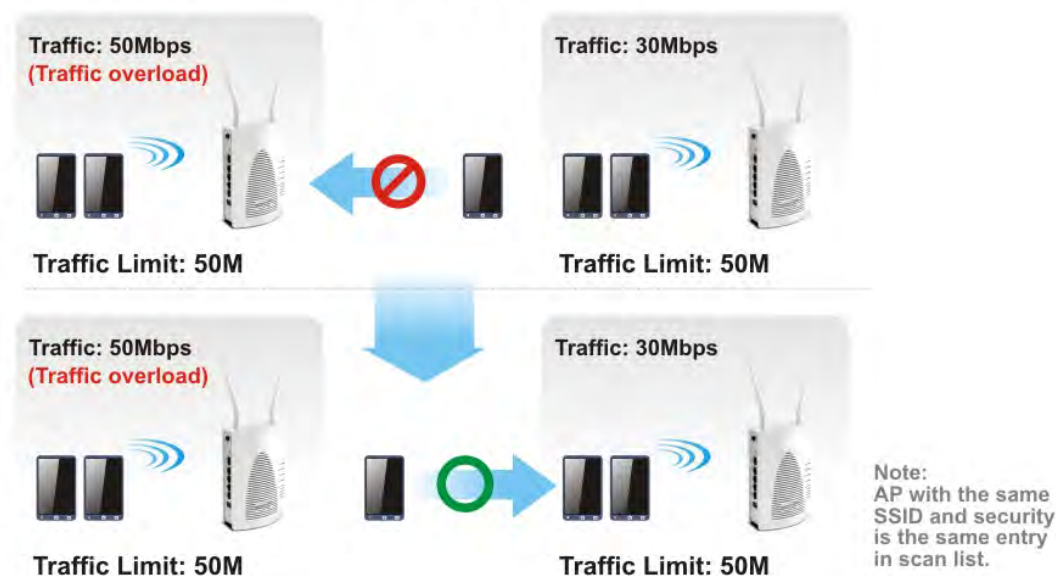 Traffic: 50Mbps
(Traffic overload)
Traffic: 30Mbps
Traffic Limit: 50M
Traffic Limit: 50M
Traffic: 50Mbps
(Traffic overload)
Traffic: 30Mbps
Note:
AP with the same
SSID and security
is the same entry
in scan list.
Traffic Limit: 50M
Traffic Limit: 50M